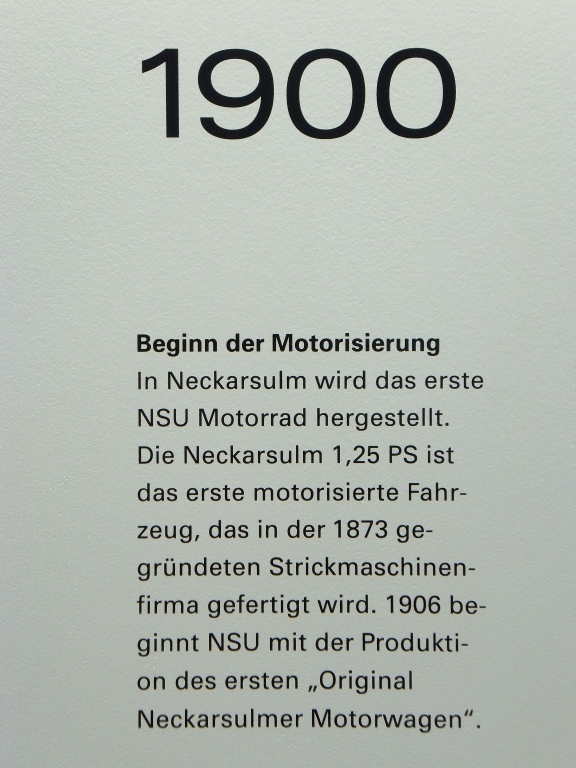 1900
Beginn der Motorisierung
In Neckarsulm wird das erste
NSU Motorrad hergestellt.
Die Neckarsulm 1,25 PS ist
das erste motorisierte Fahr-
zeug, das in der 1873 ge-
gründeten Strickmaschinen-
firma gefertigt wird. 1906 be-
ginnt NSU mit der Produkti-
on des ersten „Original
Neckarsulmer Motorwagen“.